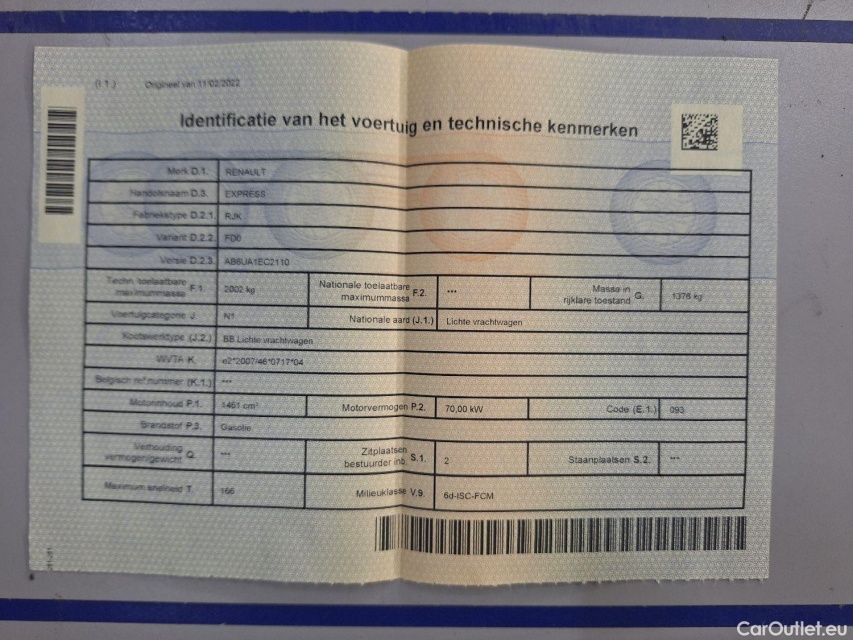 (I.1.) Origineel van 11/02/2022
Identificatie van het voertuig en technische kenmerken
Merk D.1. RENAULT
Handelsnaam D.3. EXPRESS
Fabriekstype D.2.1. RJK
Variant D.2.2. F00
Versie D.2.3. AB6UA1EC2110
Techn. toelaatbare maximummassa F.1. 2002 kg Nationale toelaatbare maximummassa F.2. --- Massa in rijklare toestand G. 1376 kg
Voertuigcategorie J. N1 Nationale aard (J.1.) Lichte vrachtwagen
Koetswerktype (J.2.) BB Lichte vrachtwagen
WVTA K. e2*2007/46*0717*04
Belgisch ref nummer (K.1.) ---
Motorinhoud P.1. 1461 cm³ Motorvermogen P.2. 70,00 kW Code (E.1.) 093
Brandstof P.3. Gasolie
Verhouding vermogen/gewicht Q. --- Zitplaatsen bestuurder inb. S.1. 2 Staanplaatsen S.2. ---
Maximum snelheid T. 166 Milieuklasse V.9. 6d-ISC-FCM
CarOutlet.eu